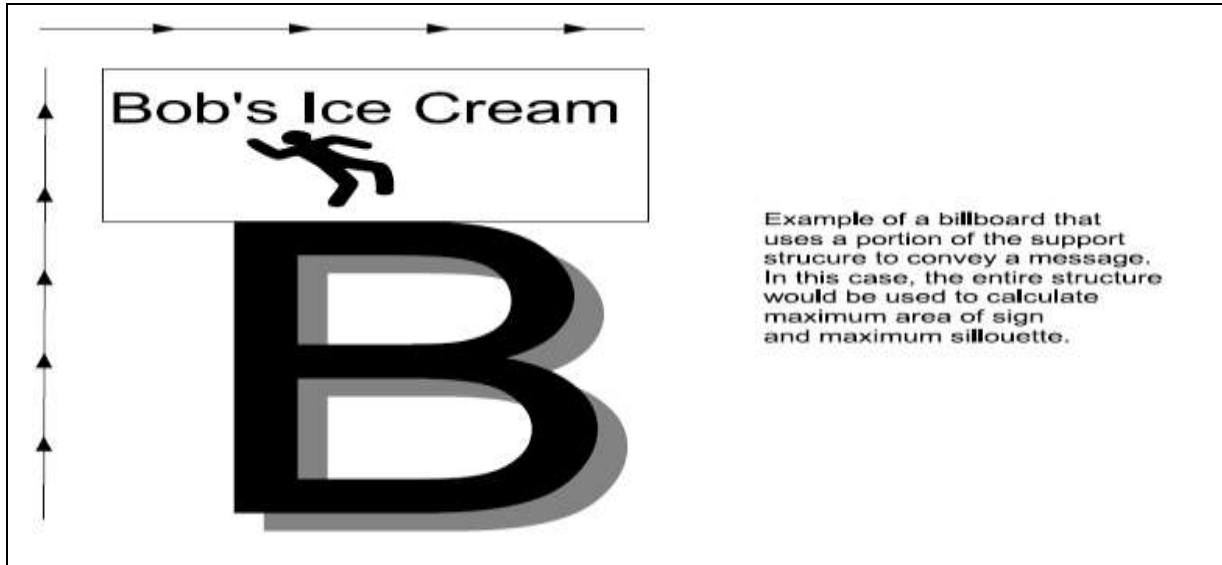 Bob's Ice Cream
B
Example of a billboard that
uses a portion of the support
strucure to convey a message.
In this case, the entire structure
would be used to calculate
maximum area of sign
and maximum sillouette.